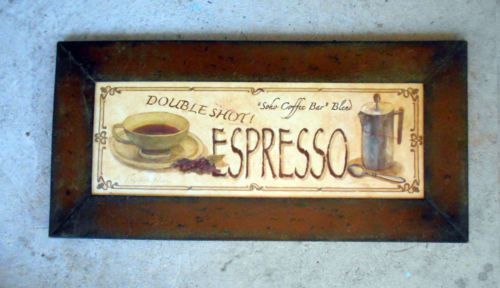 DOUBLE SHOT!
"Soho Coffee Bar" Blend
ESPRESSO